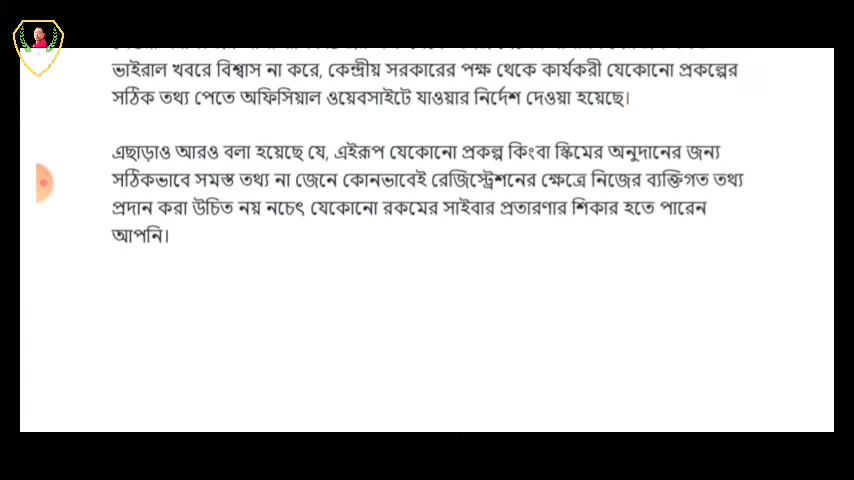 ভাইরাল খবরে বিশ্বাস না করে, কেন্দ্রীয় সরকারের পক্ষ থেকে কার্যকরী যেকোনো প্রকল্পের
সঠিক তথ্য পেতে অফিসিয়াল ওয়েবসাইটে যাওয়ার নির্দেশ দেওয়া হয়েছে।
এছাড়াও আরও বলা হয়েছে যে, এইরূপ যেকোনো প্রকল্প কিংবা স্কিমের অনুদানের জন্য
সঠিকভাবে সমস্ত তথ্য না জেনে কোনভাবেই রেজিস্ট্রেশনের ক্ষেত্রে নিজের ব্যক্তিগত তথ্য
প্রদান করা উচিত নয় নচেৎ যেকোনো রকমের সাইবার প্রতারণার শিকার হতে পারেন
আপনি।